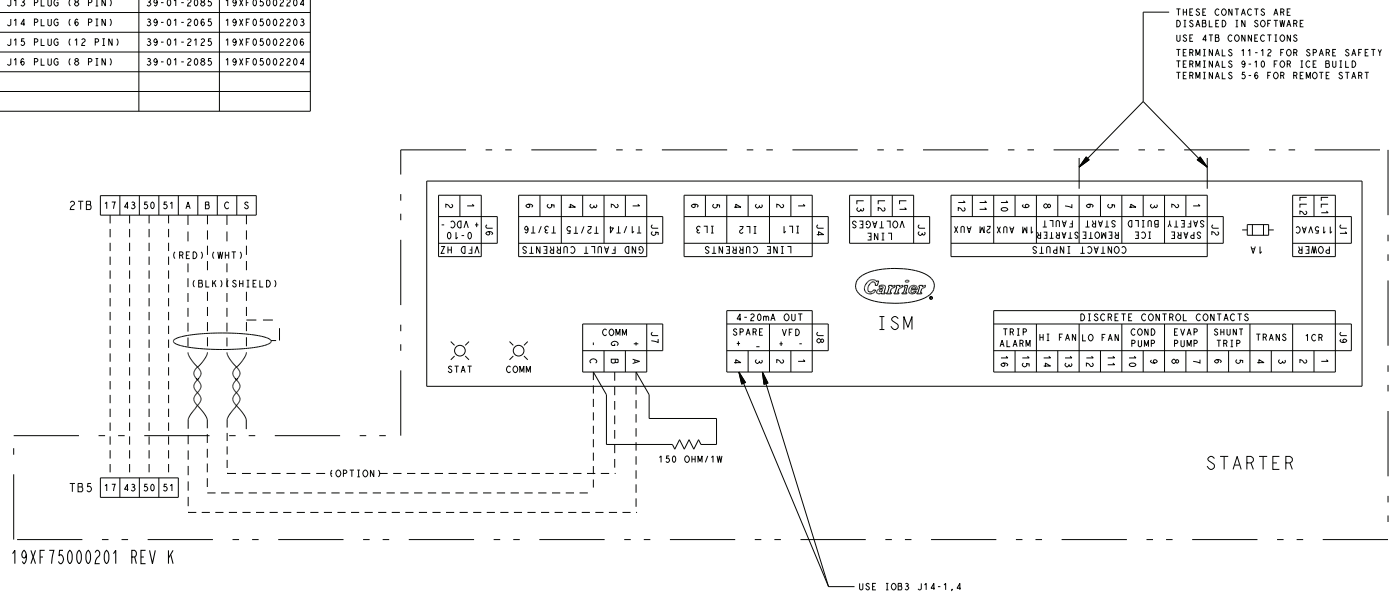 J13 PLUG (8 PIN) 39-01-2085 19XF05002204
J14 PLUG (6 PIN) 39-01-2065 19XF05002203
J15 PLUG (12 PIN) 39-01-2125 19XF05002206
J16 PLUG (8 PIN) 39-01-2085 19XF05002204
THESE CONTACTS ARE
DISABLED IN SOFTWARE
USE 4TB CONNECTIONS
TERMINALS 11-12 FOR SPARE SAFETY
TERMINALS 9-10 FOR ICE BUILD
TERMINALS 5-6 FOR REMOTE START
2TB 17 43 50 51 A B C S
(RED) (WHT)
(BLK) (SHIELD)
2 1
+ VDC -
0-10
VFD HZ
J6
6 5 4 3 2 1
T3/T6 T2/T5 T1/T4
GND FAULT CURRENTS
J5
6 5 4 3 2 1
IL3 IL2 IL1
LINE CURRENTS
J4
L3 L2 L1
LINE
VOLTAGES
J3
12 11 10 9 8 7 6 5 4 3 2 1
2M AUX 1M AUX STARTER FAULT REMOTE START ICE BUILD SPARE SAFETY
CONTACT INPUTS
J2
1A
LL2 LL1
115VAC
POWER
J1
Carrier
ISM
STAT
COMM
COMM
- G +
J7
C B A
4-20mA OUT
SPARE VFD
+ - + -
J8
4 3 2 1
DISCRETE CONTROL CONTACTS
TRIP ALARM HI FAN LO FAN COND PUMP EVAP PUMP SHUNT TRIP TRANS 1CR
J9
16 15 14 13 12 11 10 9 8 7 6 5 4 3 2 1
150 OHM/1W
STARTER
(OPTION)
TB5 17 43 50 51
19XF75000201 REV K
USE IOB3 J14-1,4